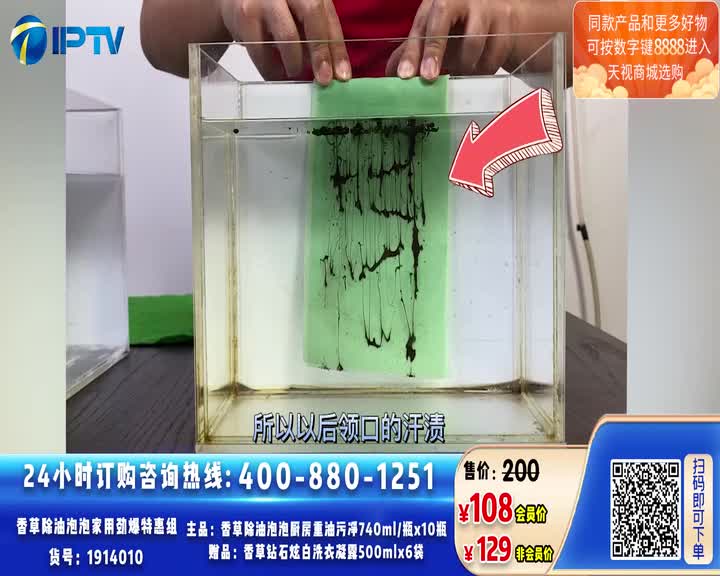 IPTV
同款产品和更多好物
可按数字键8888进入
天视商城选购
所以以后领口的汗渍
24小时订购咨询热线:400-880-1251
香草除油泡泡家用劲爆特惠组
货号:1914010
主品:香草除油泡泡厨房重油污净740ml/瓶x10瓶
赠品:香草钻石炫白洗衣凝露500mlx6袋
售价:200
¥108会员价
¥129非会员价
扫码即可下单